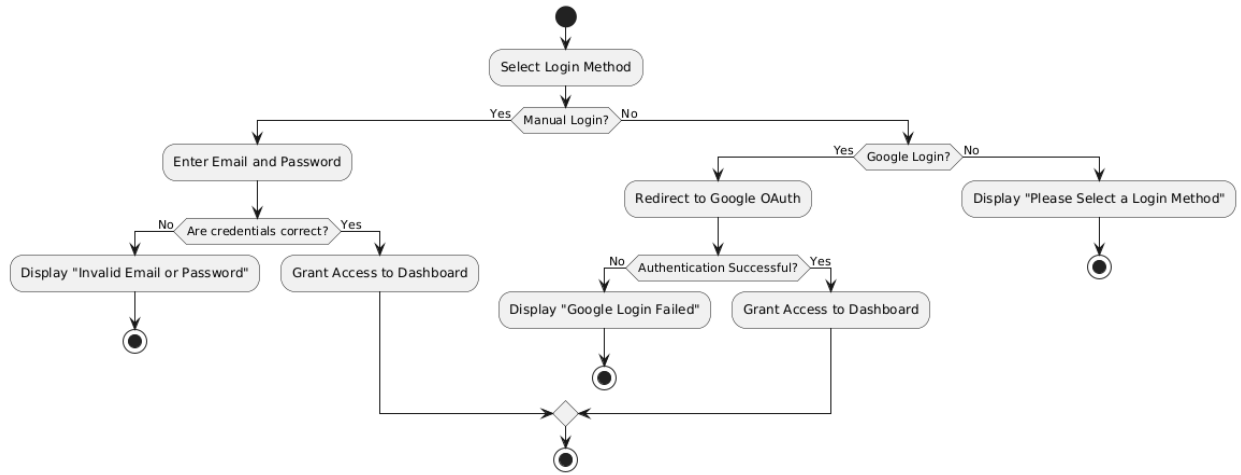 Select Login Method
Yes
Manual Login?
No
Enter Email and Password
Yes
Google Login?
No
Redirect to Google OAuth
Display "Please Select a Login Method"
No
Are credentials correct?
Yes
Display "Invalid Email or Password"
Grant Access to Dashboard
No
Authentication Successful?
Yes
Display "Google Login Failed"
Grant Access to Dashboard